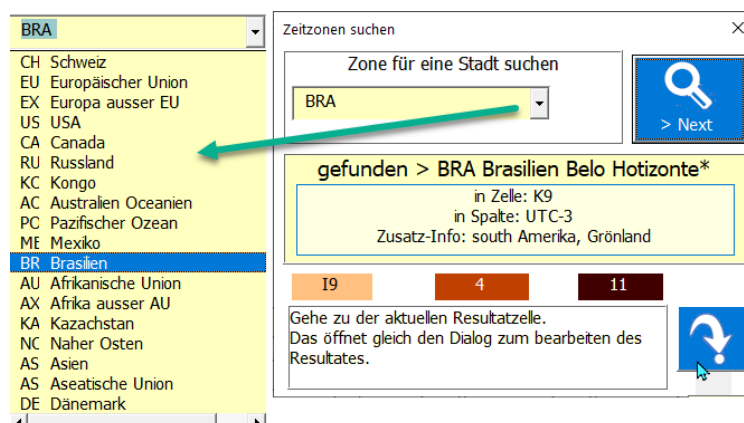 BRA
CH Schweiz
EU Europäischer Union
EX Europa ausser EU
US USA
CA Canada
RU Russland
KC Kongo
AC Australien Oceanien
PC Pazifischer Ozean
ME Mexiko
BR Brasilien
AU Afrikanische Union
AX Afrika ausser AU
KA Kazachstan
NC Naher Osten
AS Asien
AS Aseatische Union
DE Dänemark
Zeitzonen suchen
Zone für eine Stadt suchen
BRA
> Next
gefunden > BRA Brasilien Belo Hotizonte*
in Zelle: K9
in Spalte: UTC-3
Zusatz-Info: south Amerika, Grönland
I9 4 11
Gehe zu der aktuellen Resultatzelle.
Das öffnet gleich den Dialog zum bearbeiten des
Resultates.